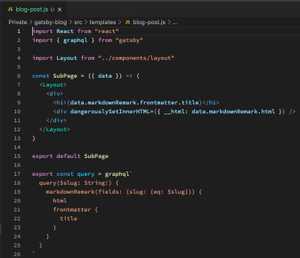 blog-post.js U
Private > gatsby-blog > src > templates > blog-post.js > ...
1 import React from "react"
2 import { graphql } from "gatsby"
3
4 import Layout from "../components/layout"
5
6 const SubPage = ({ data }) => (
7 <Layout>
8 <div>
9 <h1>{data.markdownRemark.frontmatter.title}</h1>
10 <div dangerouslySetInnerHTML={{ __html: data.markdownRemark.html }} />
11 </div>
12 </Layout>
13 )
14
15 export default SubPage
16
17 export const query = graphql`
18 query($slug: String!) {
19 markdownRemark(fields: {slug: {eq: $slug}}) {
20 html
21 frontmatter {
22 title
23 }
24 }
25 }
26 `